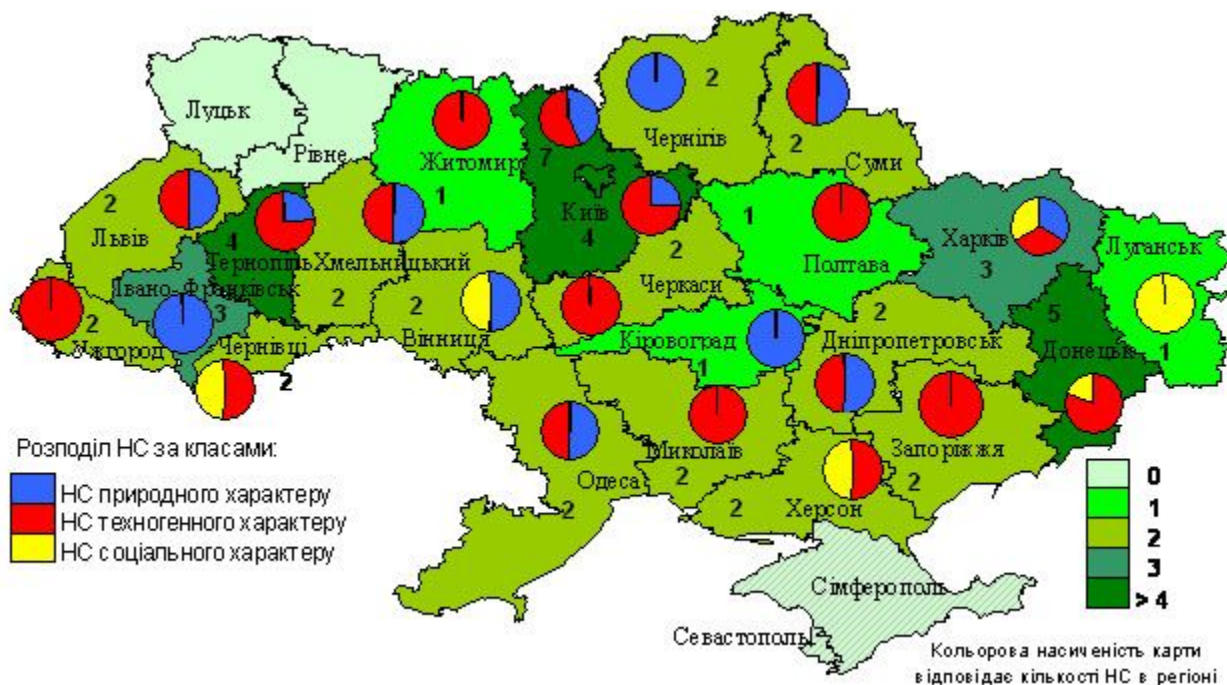 2
Чернігів
2
Суми
Луцьк
Рівне
Житомир
1
7
Київ
4
2
Львів
4
Тернопіль
Хмельницький
2
2
Черкаси
1
Полтава
Харків
3
Луганськ
1
Івано-Франківськ
3
2
Ужгород
Чернівці
2
2
Вінниця
Кіровоград
1
2
Дніпропетровськ
5
Донецьк
Одеса
2
Миколаїв
2
Запоріжжя
2
Херсон
2
Сімферополь
Севастополь
Розподіл НС за класами:
НС природного характеру
НС техногенного характеру
НС соціального характеру
0
1
2
3
> 4
Кольорова насиченість карти
відповідає кількості НС в регіоні